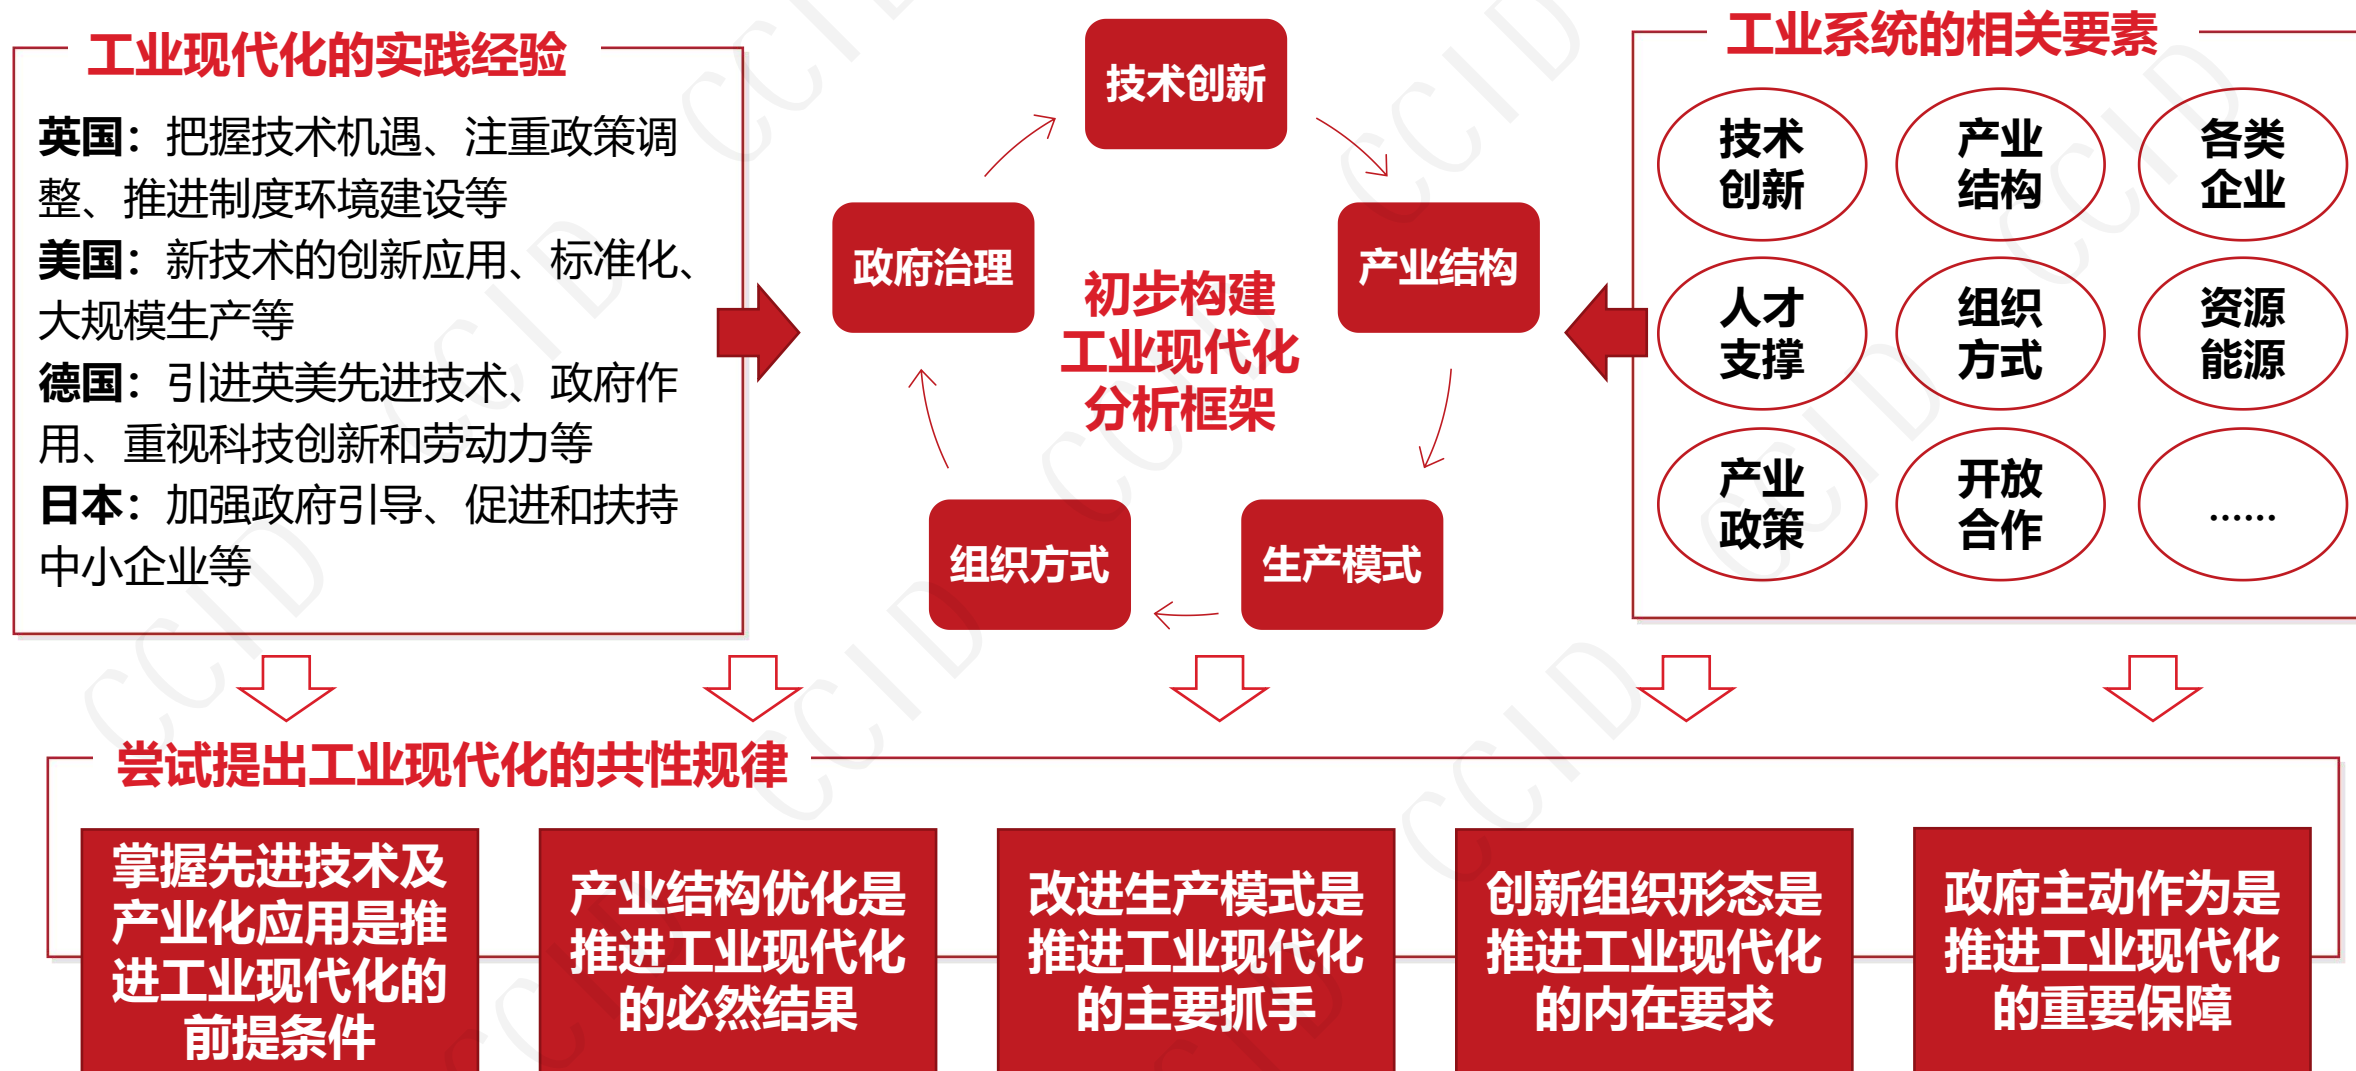 工业现代化的实践经验
英国：把握技术机遇、注重政策调
整、推进制度环境建设等
美国：新技术的创新应用、标准化、
大规模生产等
德国：引进英美先进技术、政府作
用、重视科技创新和劳动力等
日本：加强政府引导、促进和扶持
中小企业等
技术创新
政府治理
产业结构
初步构建
工业现代化
分析框架
组织方式
生产模式
工业系统的相关要素
技术
创新
产业
结构
各类
企业
人才
支撑
组织
方式
资源
能源
产业
政策
开放
合作
……
尝试提出工业现代化的共性规律
掌握先进技术及
产业化应用是推
进工业现代化的
前提条件
产业结构优化是
推进工业现代化
的必然结果
改进生产模式是
推进工业现代化
的主要抓手
创新组织形态是
推进工业现代化
的内在要求
政府主动作为是
推进工业现代化
的重要保障
CCID
CCID
CCID
CCID
CCID
CCID
CCID
CCID
CCID
CCID